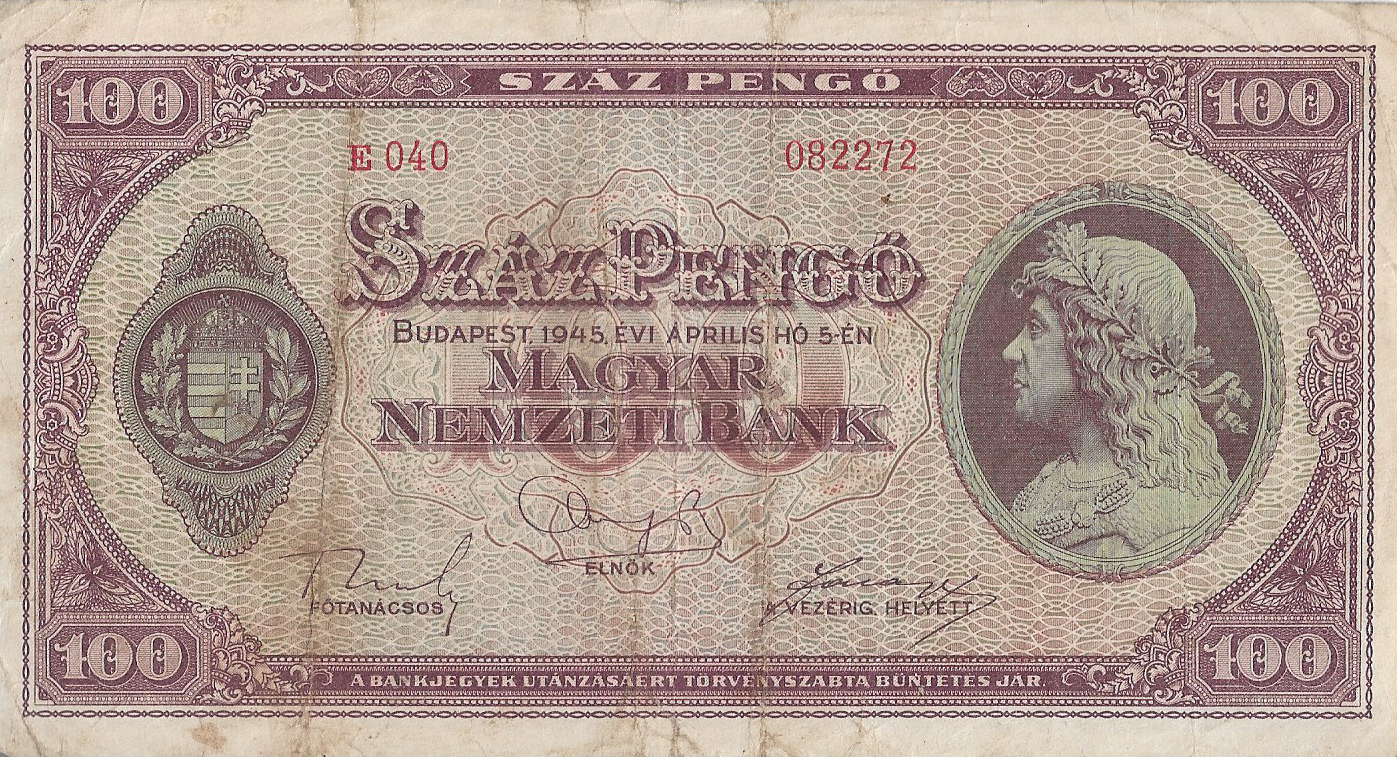 100 SZÁZ PENGŐ 100
E 040 082272
SZÁZ PENGŐ
BUDAPEST, 1945. ÉVI ÁPRILIS HÓ 5-ÉN
MAGYAR
NEMZETI BANK
100
ELNÖK
FŐTANÁCSOS A VEZÉRIG. HELYETT
100 A BANKJEGYEK UTÁNZÁSÁÉRT TÖRVÉNYSZABTA BÜNTETÉS JÁR. 100